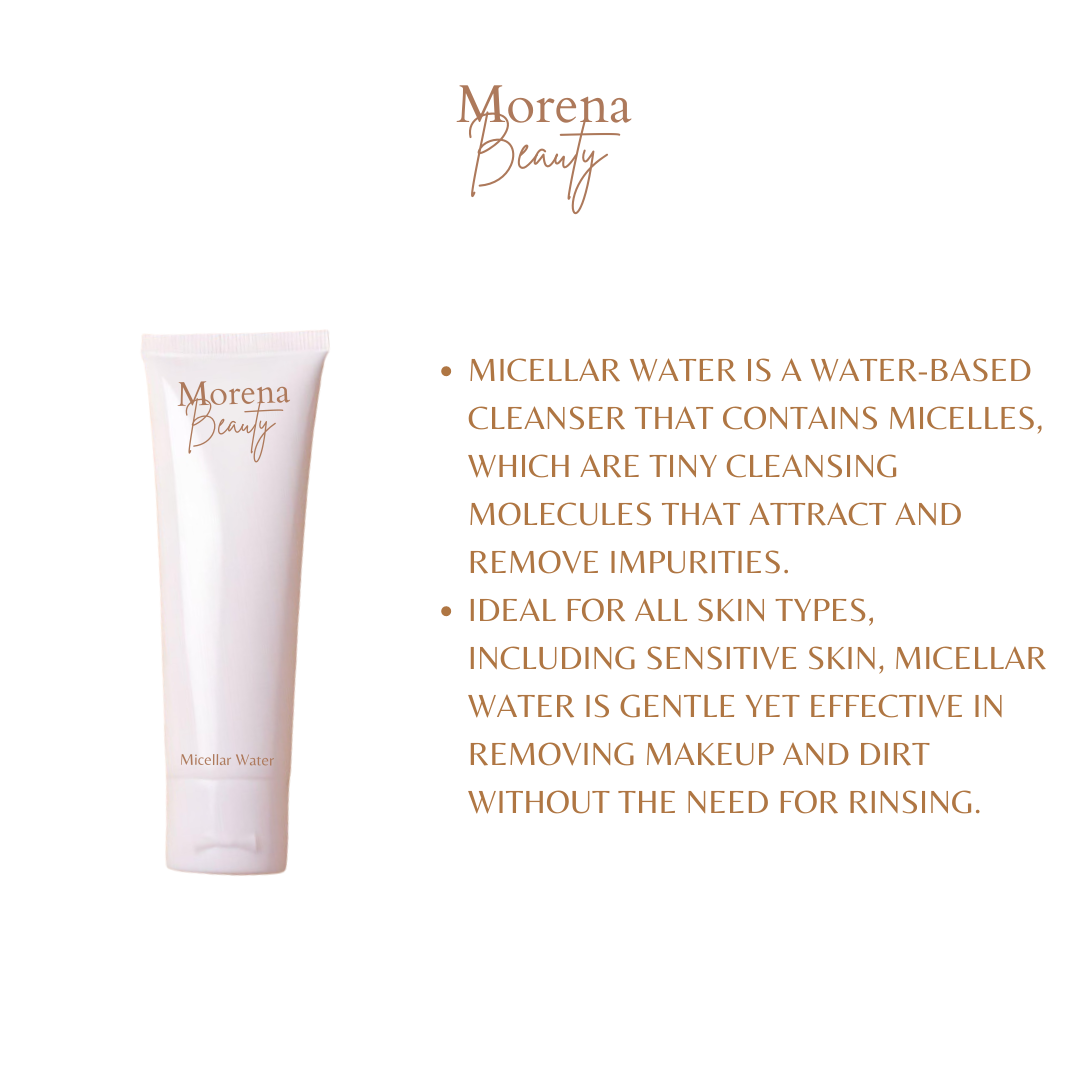 Morena
Beauty
Morena
Beauty
Micellar Water
• MICELLAR WATER IS A WATER-BASED
CLEANSER THAT CONTAINS MICELLES,
WHICH ARE TINY CLEANSING
MOLECULES THAT ATTRACT AND
REMOVE IMPURITIES.
• IDEAL FOR ALL SKIN TYPES,
INCLUDING SENSITIVE SKIN, MICELLAR
WATER IS GENTLE YET EFFECTIVE IN
REMOVING MAKEUP AND DIRT
WITHOUT THE NEED FOR RINSING.